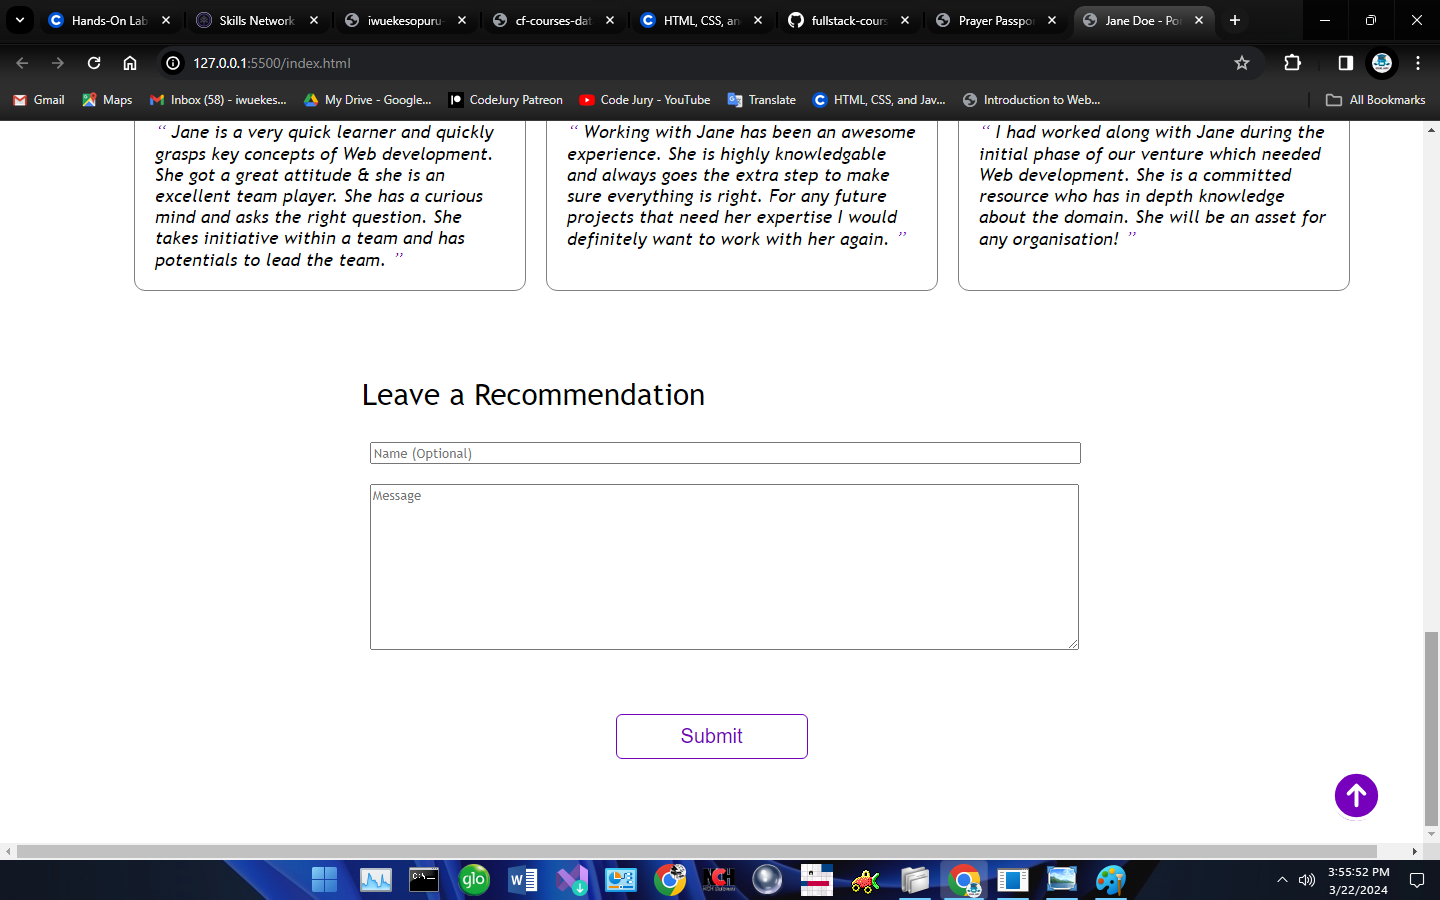 Hands-On Lab
Skills Network
iwuekesopuru-
cf-courses-dat
HTML, CSS, an
fullstack-cours
Prayer Passpo
Jane Doe - Po
127.0.0.1:5500/index.html
Gmail
Maps
Inbox (58) - iwuekes...
My Drive - Google...
CodeJury Patreon
Code Jury - YouTube
Translate
HTML, CSS, and Jav...
Introduction to Web...
All Bookmarks
“ Jane is a very quick learner and quickly
grasps key concepts of Web development.
She got a great attitude & she is an
excellent team player. She has a curious
mind and asks the right question. She
takes initiative within a team and has
potentials to lead the team. ”
“ Working with Jane has been an awesome
experience. She is highly knowledgable
and always goes the extra step to make
sure everything is right. For any future
projects that need her expertise I would
definitely want to work with her again. ”
“ I had worked along with Jane during the
initial phase of our venture which needed
Web development. She is a committed
resource who has in depth knowledge
about the domain. She will be an asset for
any organisation! ”
Leave a Recommendation
Name (Optional)
Message
Submit
glo
3:55:52 PM
3/22/2024